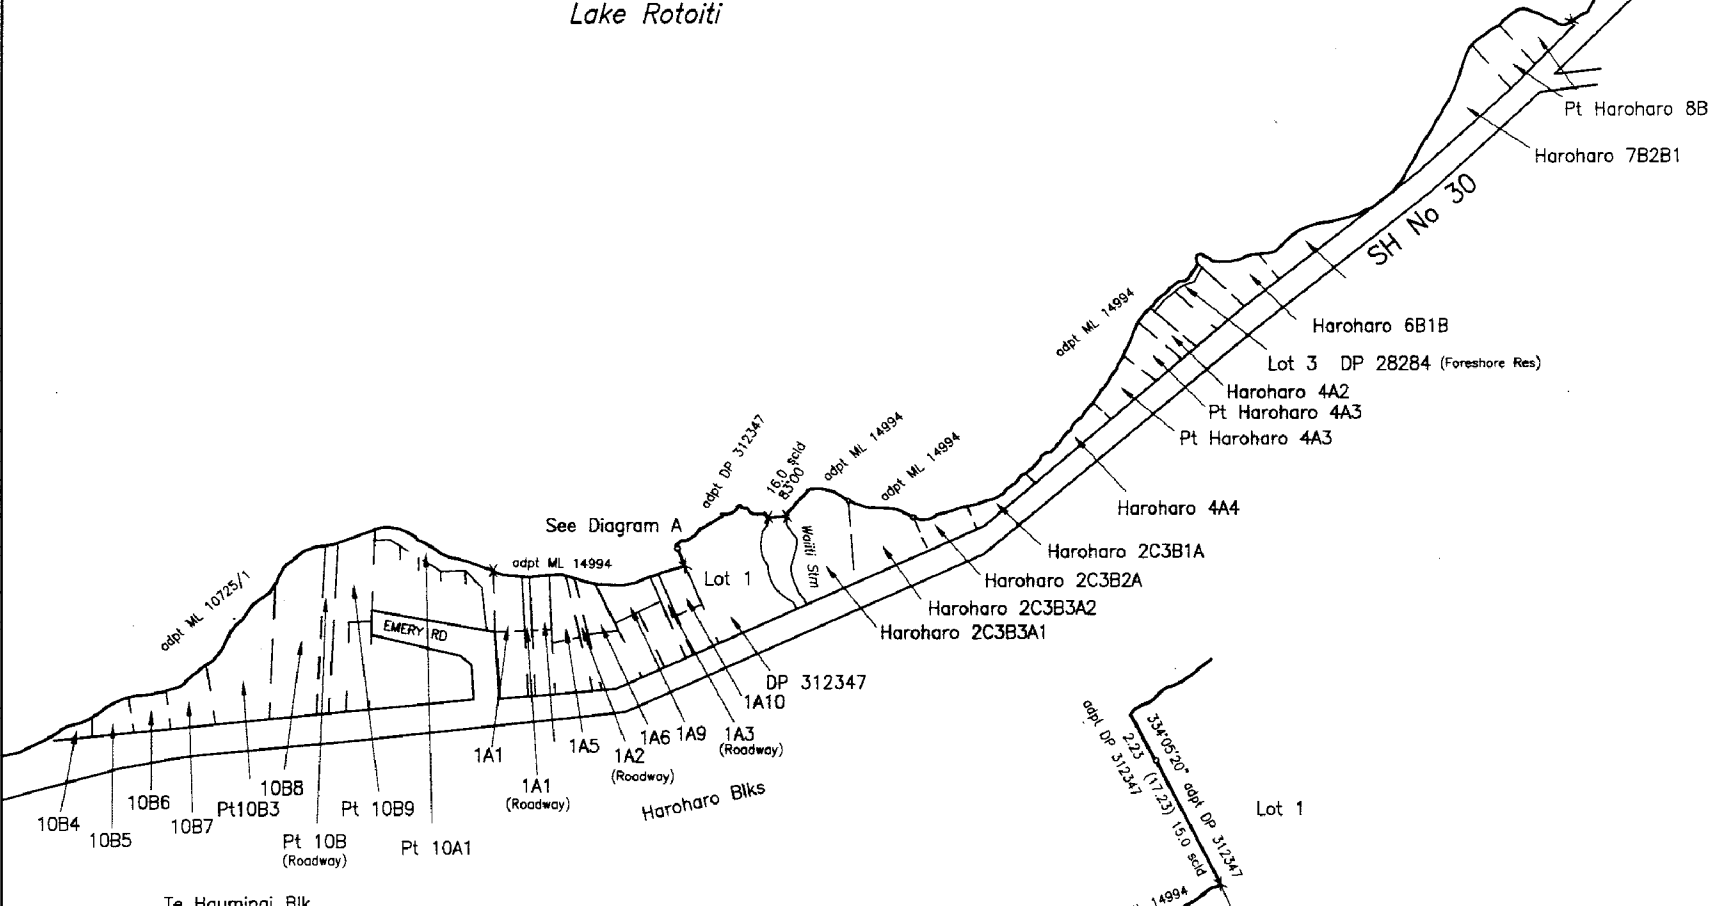 Lake Rotoiti
Pt Haroharo 8B
Haroharo 7B2B1
SH No 30
adpt ML 14994
Haroharo 6B1B
Lot 3 DP 28284 (Foreshore Res)
Haroharo 4A2
Pt Haroharo 4A3
Pt Haroharo 4A3
Haroharo 4A4
adpt DP 312347
16.0 scld
83°00'
adpt ML 14994
adpt ML 14994
See Diagram A
Haroharo 2C3B1A
Haroharo 2C3B2A
Haroharo 2C3B3A2
Haroharo 2C3B3A1
Waiiti Stm
Lot 1
adpt ML 14994
adpt ML 10725/1
EMERY RD
DP 312347
1A10
1A3
(Roadway)
1A9
1A6
1A2
(Roadway)
1A5
1A1
(Roadway)
1A1
Haroharo Blks
10B4
10B5
10B6
10B7
Pt10B3
10B8
Pt 10B
(Roadway)
Pt 10B9
Pt 10A1
adpt DP 312347
2.23 (17.23) 15.0 scld
334°05'20" adpt DP 312347
Lot 1
14994